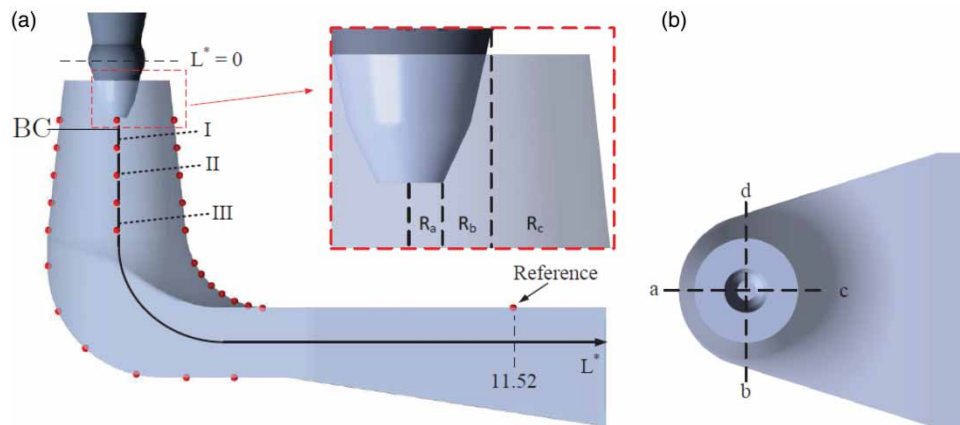 (a)
L* = 0
BC
I
II
III
Ra Rb Rc
Reference
L*
11.52
(b)
d
a
c
b